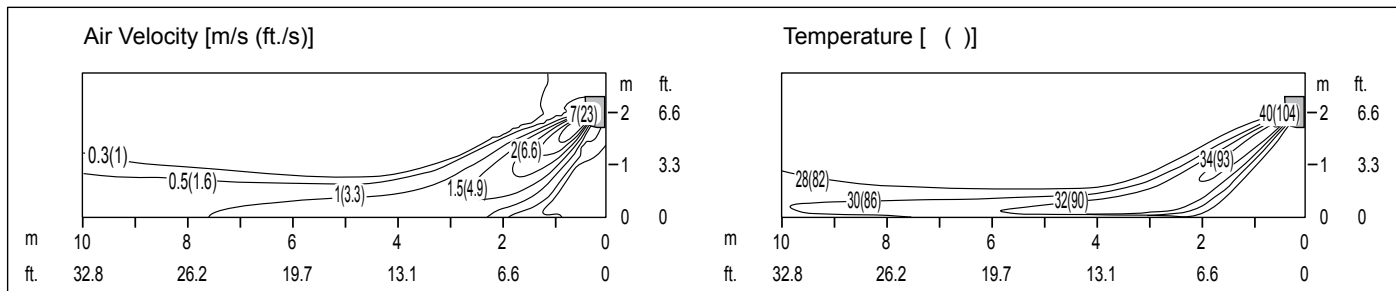 Air Velocity [m/s (ft./s)]
m ft.
7(23)
2 6.6
2(6.6)
0.3(1)
1 3.3
0.5(1.6)
1(3.3)
1.5(4.9)
0 0
m 10 8 6 4 2 0
ft. 32.8 26.2 19.7 13.1 6.6 0
Temperature [ ( )]
m ft.
40(104)
2 6.6
34(93)
1 3.3
28(82)
30(86)
32(90)
0 0
m 10 8 6 4 2 0
ft. 32.8 26.2 19.7 13.1 6.6 0